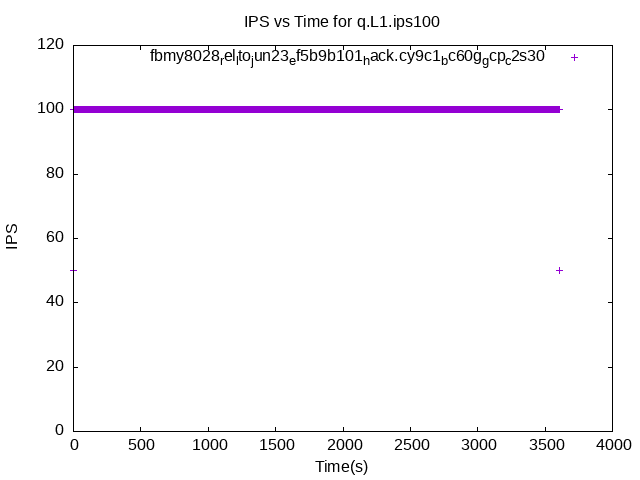 IPS vs Time for q.L1.ips100
120
fbmy8028relltojun23ef5b9b101hack.cy9c1bc60ggcpc2s30
100
80
60
40
20
0
IPS
0 500 1000 1500 2000 2500 3000 3500 4000
Time(s)